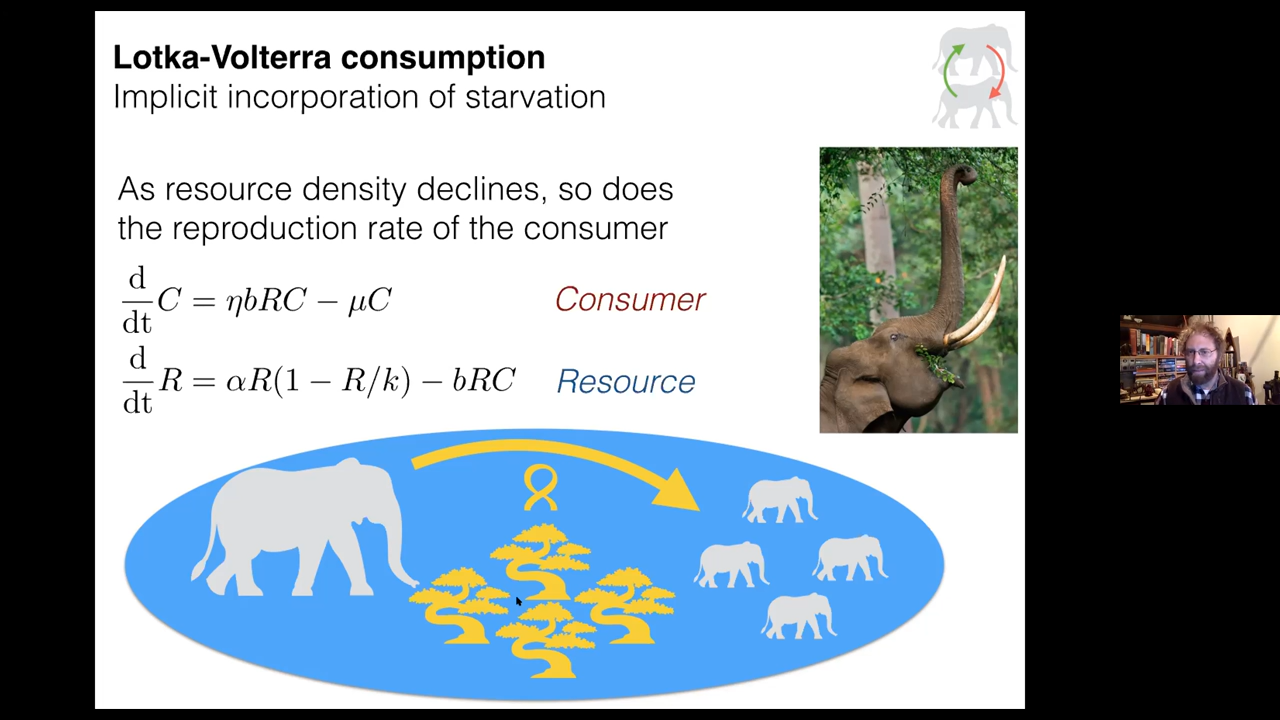 Lotka-Volterra consumption
Implicit incorporation of starvation
As resource density declines, so does
the reproduction rate of the consumer
d/dt C = ηbRC − μC Consumer
d/dt R = αR(1 − R/k) − bRC Resource